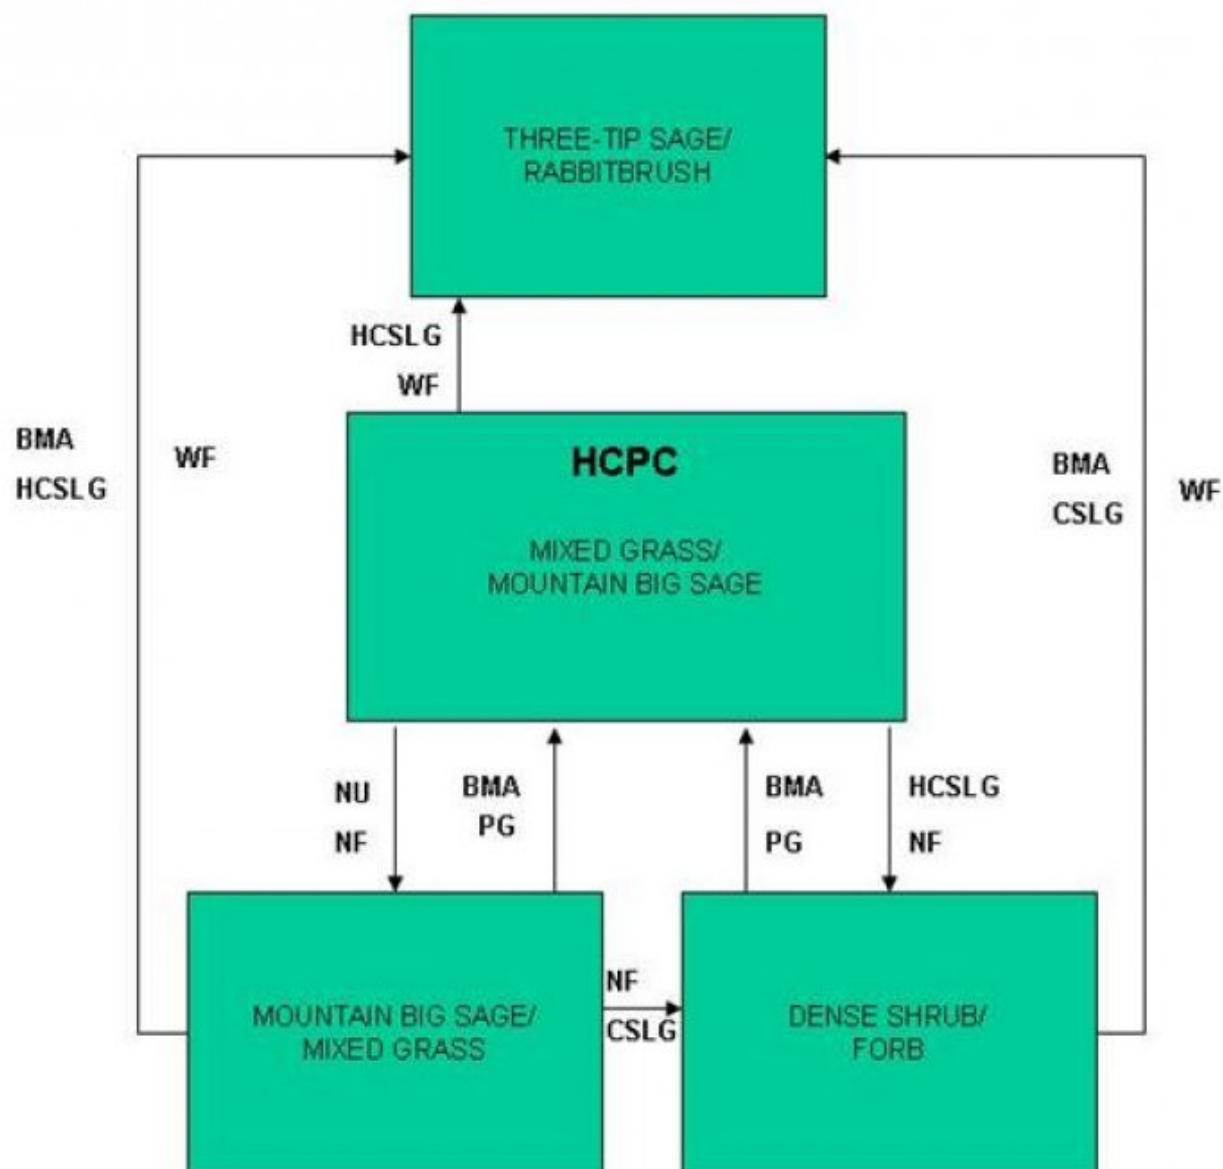 THREE-TIP SAGE/
RABBITBRUSH
HCSLG
WF
BMA
HCSLG
WF
HCPC
MIXED GRASS/
MOUNTAIN BIG SAGE
BMA
CSLG
WF
NU
NF
BMA
PG
BMA
PG
HCSLG
NF
MOUNTAIN BIG SAGE/
MIXED GRASS
NF
CSLG
DENSE SHRUB/
FORB